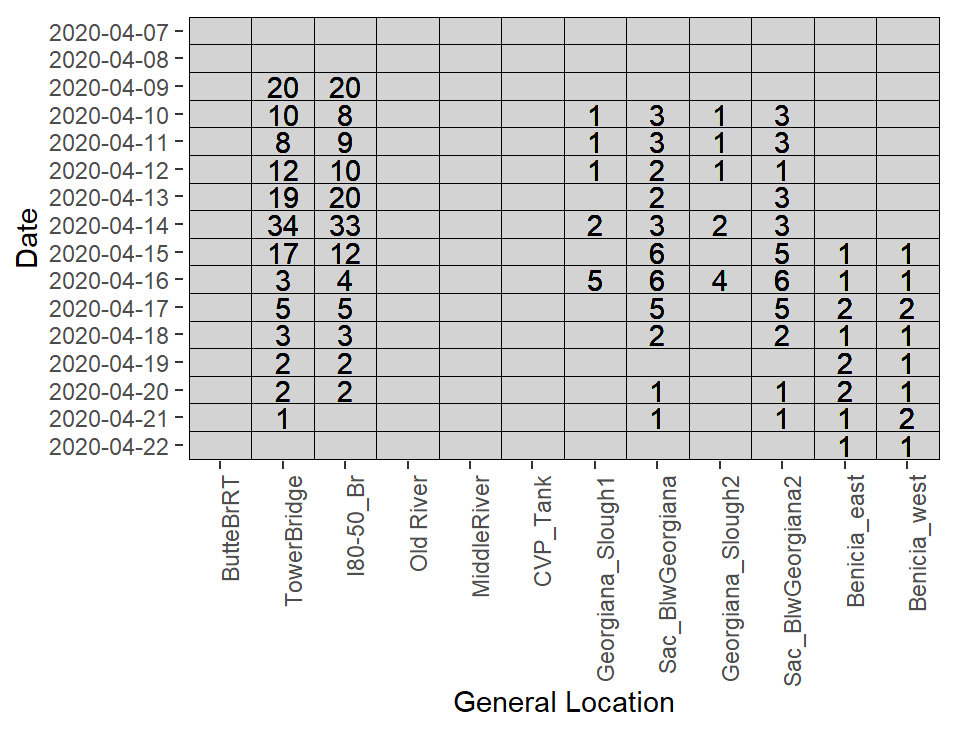 2020-04-07
2020-04-08
2020-04-09 20 20
2020-04-10 10 8 1 3 1 3
2020-04-11 8 9 1 3 1 3
2020-04-12 12 10 1 2 1 1
2020-04-13 19 20 2 3
2020-04-14 34 33 2 3 2 3
2020-04-15 17 12 6 5 1 1
2020-04-16 3 4 5 6 4 6 1 1
2020-04-17 5 5 5 5 2 2
2020-04-18 3 3 2 2 1 1
2020-04-19 2 2 2 1
2020-04-20 2 2 1 1 2 1
2020-04-21 1 1 1 1 2
2020-04-22 1 1
Date
ButteBrRT
TowerBridge
I80-50_Br
Old River
MiddleRiver
CVP_Tank
Georgiana_Slough1
Sac_BlwGeorgiana
Georgiana_Slough2
Sac_BlwGeorgiana2
Benicia_east
Benicia_west
General Location